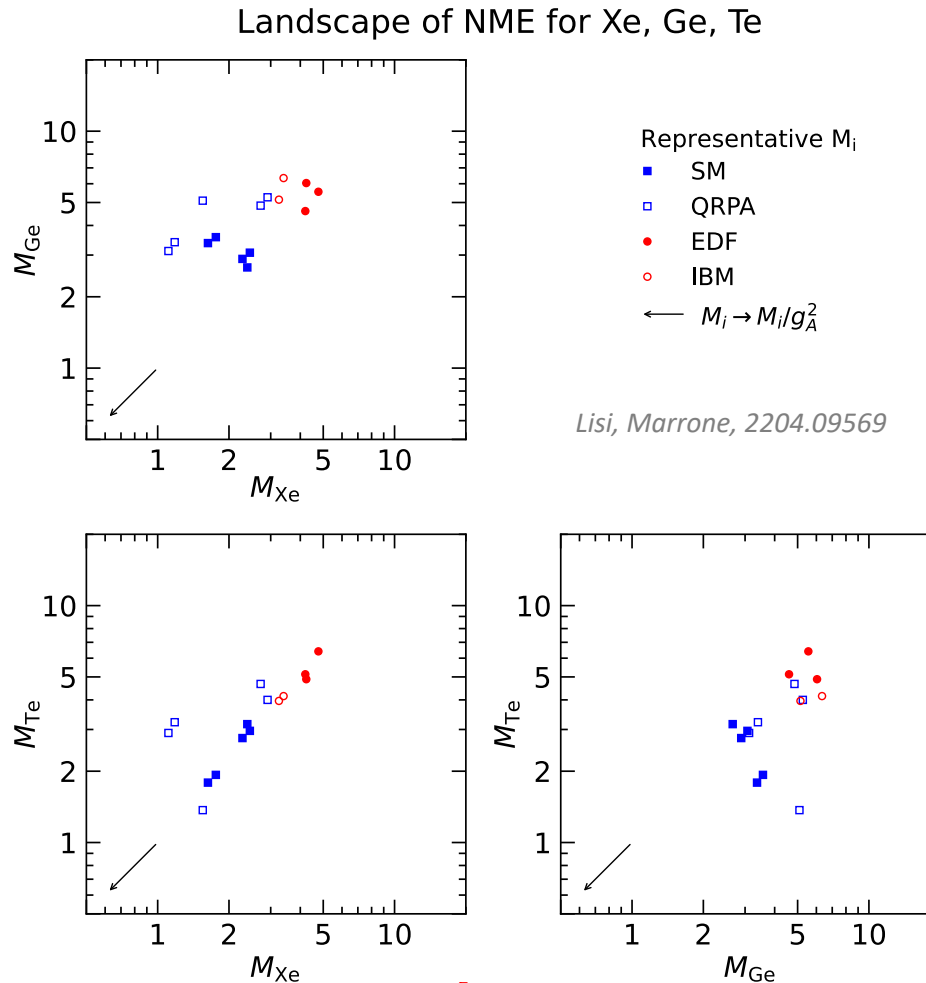 Landscape of NME for Xe, Ge, Te
10
5
2
1
M_Ge
1
2
5
10
M_Xe
Representative M_i
SM
QRPA
EDF
IBM
M_i → M_i/g_A^2
Lisi, Marrone, 2204.09569
10
5
2
1
M_Te
1
2
5
10
M_Xe
10
5
2
1
M_Te
1
5
10
M_Ge